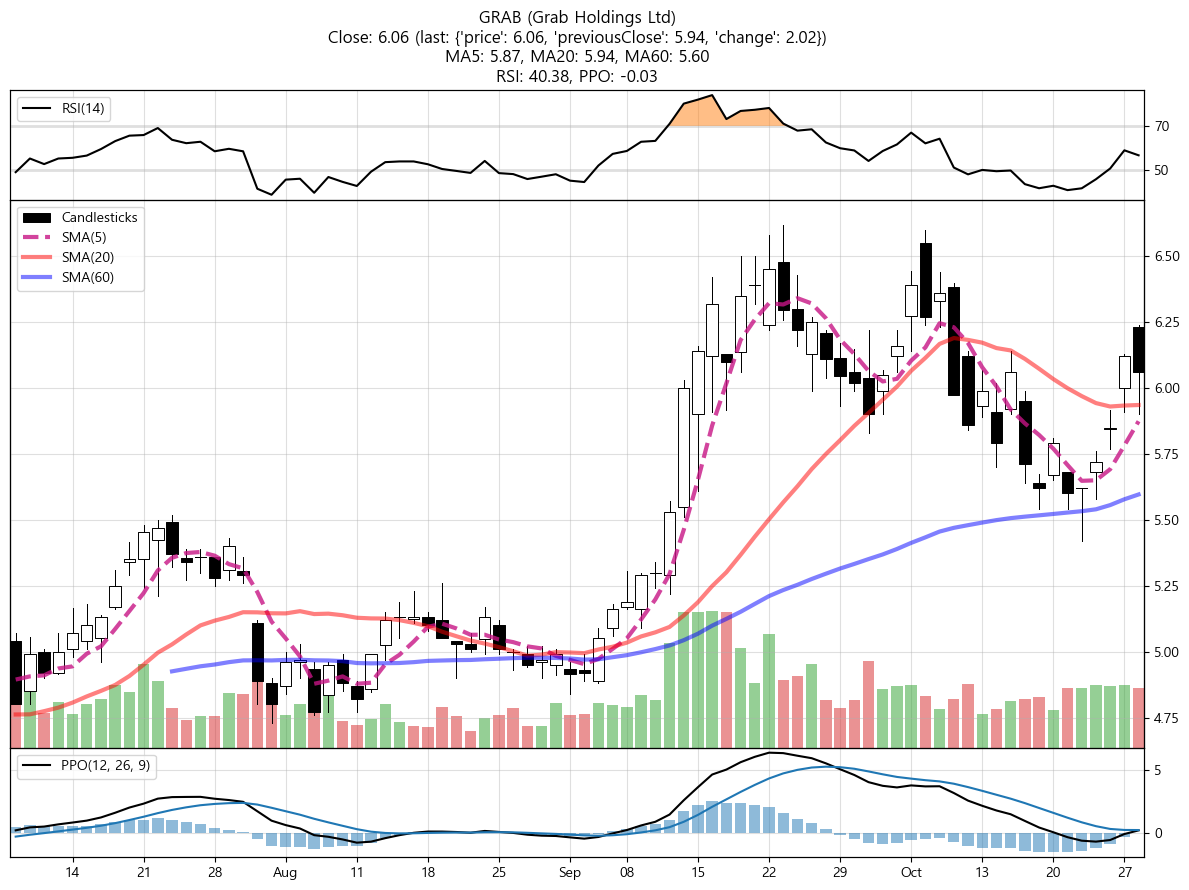 GRAB (Grab Holdings Ltd)
Close: 6.06 (last: {'price': 6.06, 'previousClose': 5.94, 'change': 2.02})
MA5: 5.87, MA20: 5.94, MA60: 5.60
RSI: 40.38, PPO: -0.03
RSI(14)
70
50
Candlesticks
SMA(5)
SMA(20)
SMA(60)
6.50
6.25
6.00
5.75
5.50
5.25
5.00
4.75
PPO(12, 26, 9)
5
0
14 21 28 Aug 11 18 25 Sep 08 15 22 Oct 13 20 27